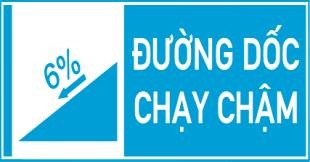 6%
ĐƯỜNG DỐC
CHẠY CHẬM